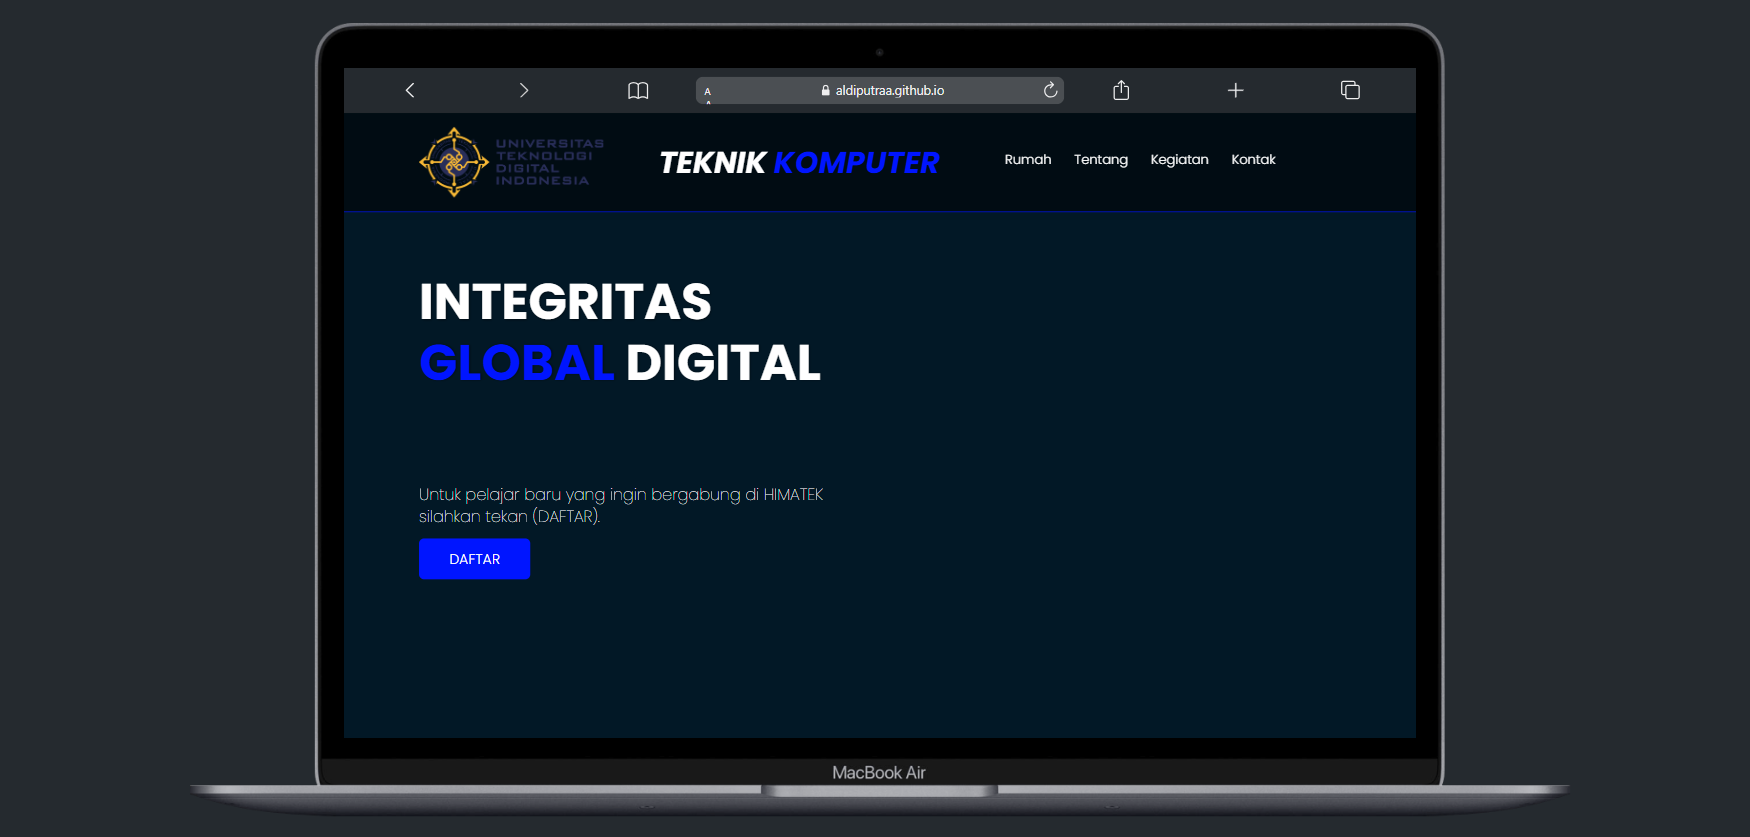 aldiputraa.github.io
UNIVERSITAS
TEKNOLOGI
DIGITAL
INDONESIA
TEKNIK KOMPUTER
Rumah Tentang Kegiatan Kontak
INTEGRITAS
GLOBAL DIGITAL
Untuk pelajar baru yang ingin bergabung di HIMATEK
silahkan tekan (DAFTAR).
DAFTAR
MacBook Air